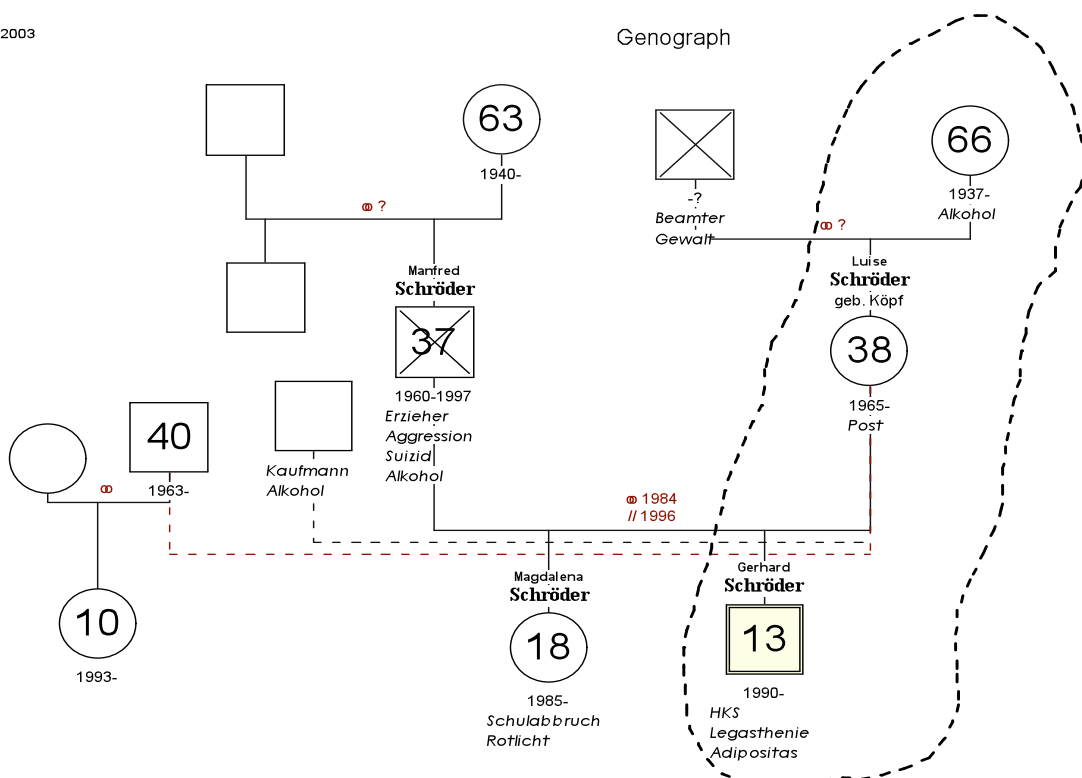 2003
Genograph
63
1940-
66
1937-
Alkohol
-?
Beamter
Gewalt
ꝏ ?
ꝏ ?
Manfred
Schröder
37
1960-1997
Erzieher
Aggression
Suizid
Alkohol
Luise
Schröder
geb. Köpf
38
1965-
Post
40
1963-
ꝏ
Kaufmann
Alkohol
ꝏ 1984
// 1996
10
1993-
Magdalena
Schröder
18
1985-
Schulabbruch
Rotlicht
Gerhard
Schröder
13
1990-
HKS
Legasthenie
Adipositas